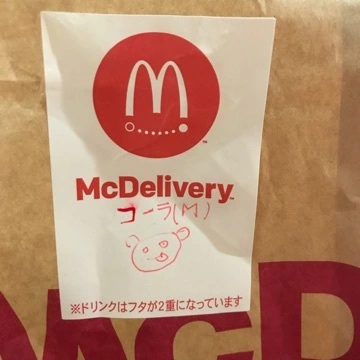 M
McDelivery™
コーラ(M)
※ドリンクはフタが2重になっています
McD